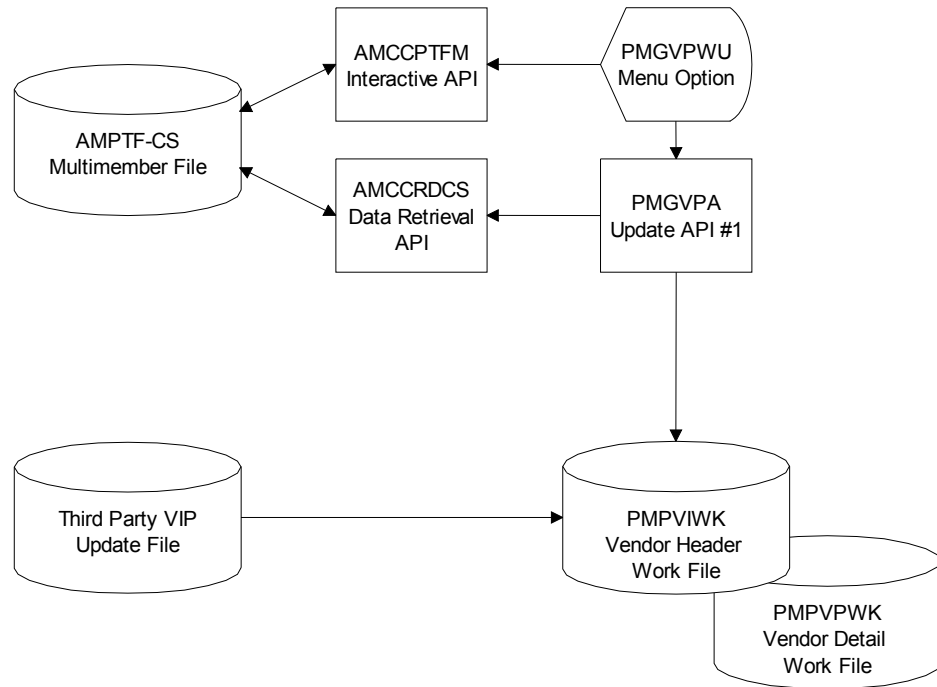 AMCCPTFM
Interactive API
PMGVPWU
Menu Option
AMPTF-CS
Multimember File
AMCCRDCS
Data Retrieval
API
PMGVPA
Update API #1
Third Party VIP
Update File
PMPVIWK
Vendor Header
Work File
PMPVPWK
Vendor Detail
Work File